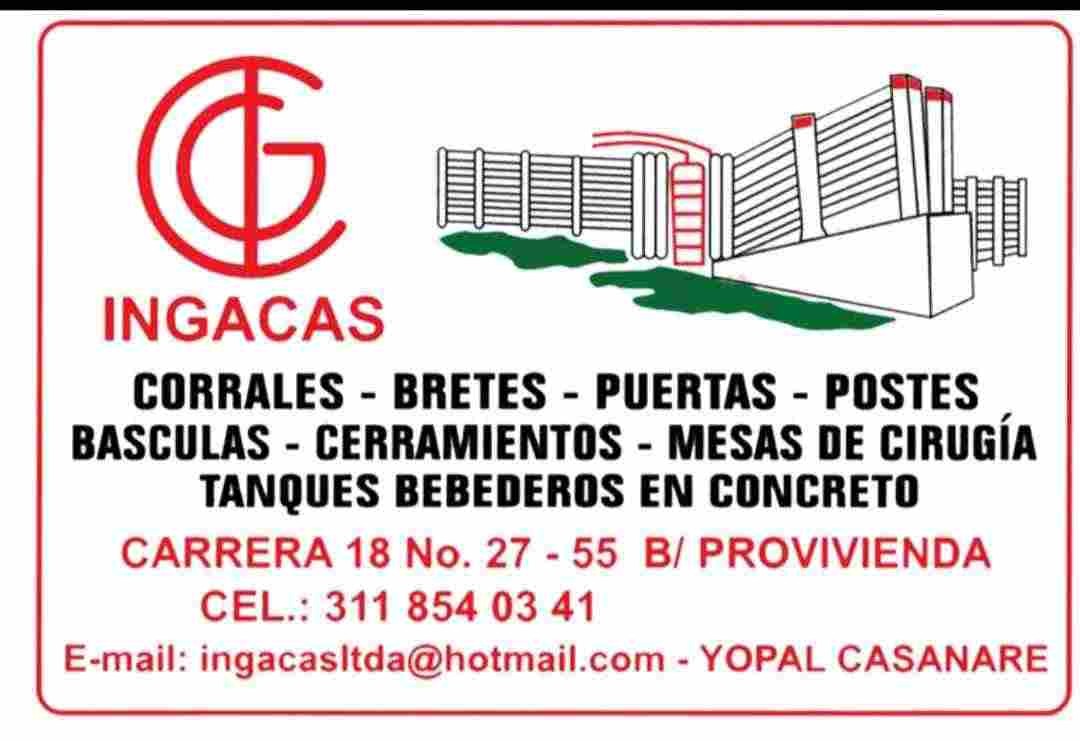 INGACAS
CORRALES - BRETES - PUERTAS - POSTES
BASCULAS - CERRAMIENTOS - MESAS DE CIRUGÍA
TANQUES BEBEDEROS EN CONCRETO
CARRERA 18 No. 27 - 55 B/ PROVIVIENDA
CEL.: 311 854 03 41
E-mail: ingacasltda@hotmail.com - YOPAL CASANARE